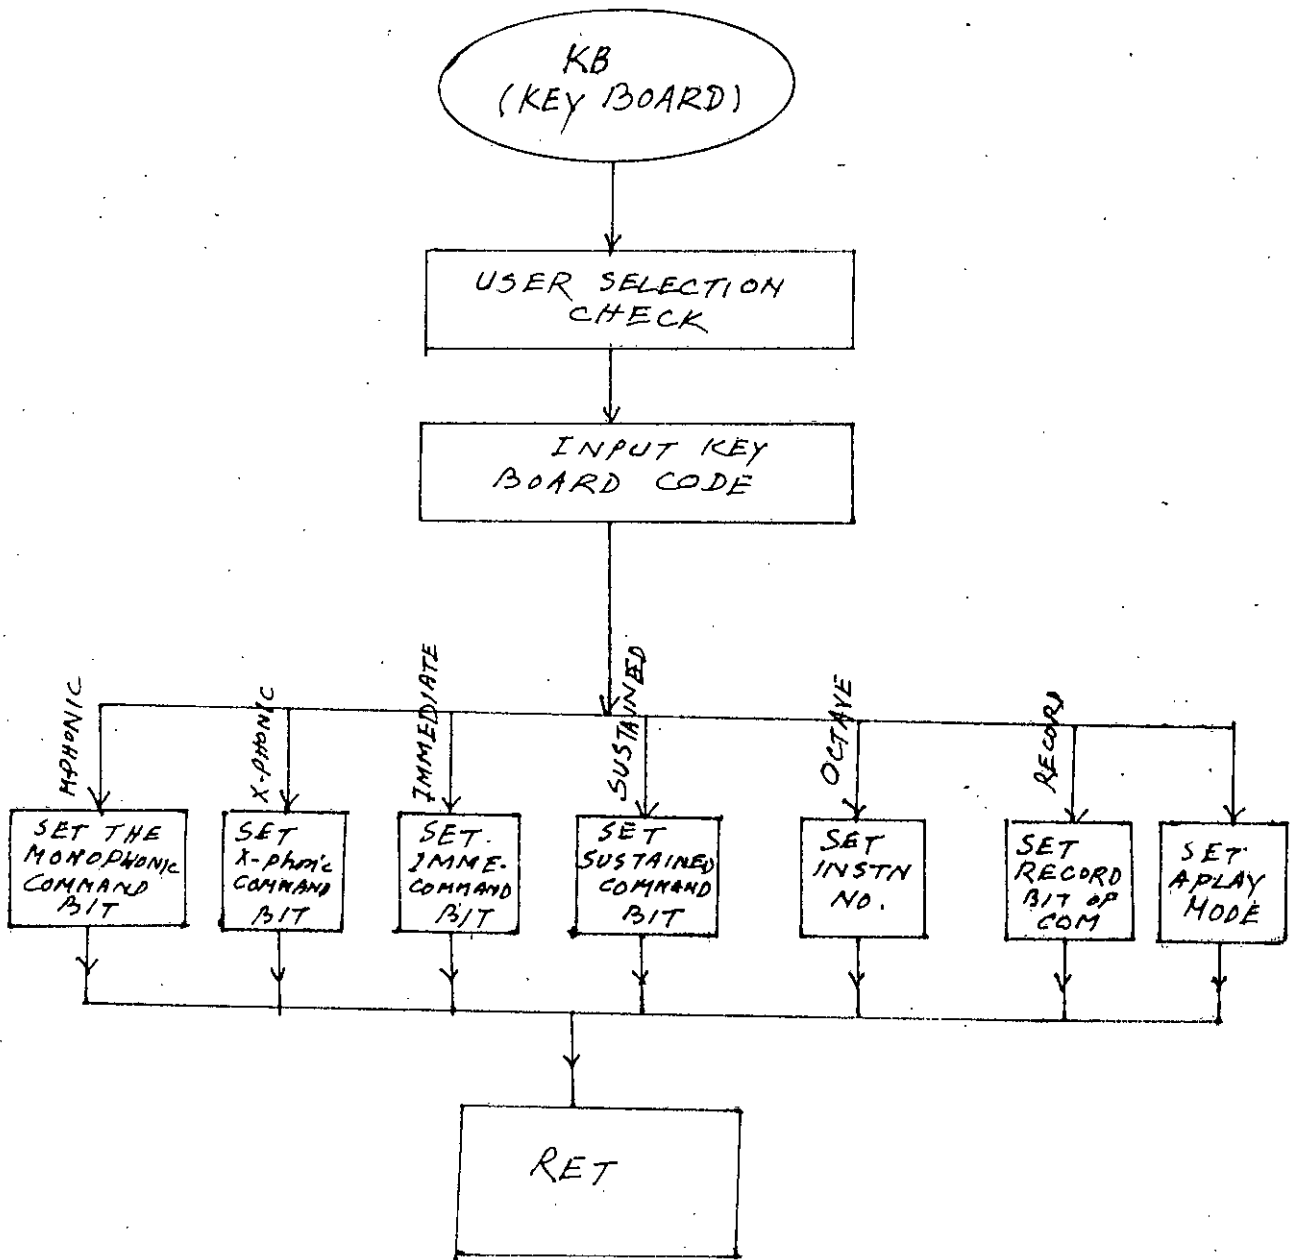 KB
(KEY BOARD)
USER SELECTION
CHECK
INPUT KEY
BOARD CODE
M-PHONIC
X-PHONIC
IMMEDIATE
SUSTAINED
OCTAVE
RECORD
SET THE
MONOPHONIC
COMMAND
BIT
SET
X-phonic
COMMAND
BIT
SET.
IMME-
COMMAND
BIT
SET
SUSTAINED
COMMAND
BIT
SET
INSTN
NO.
SET
RECORD
BIT OF
COM
SET
APLAY
MODE
RET